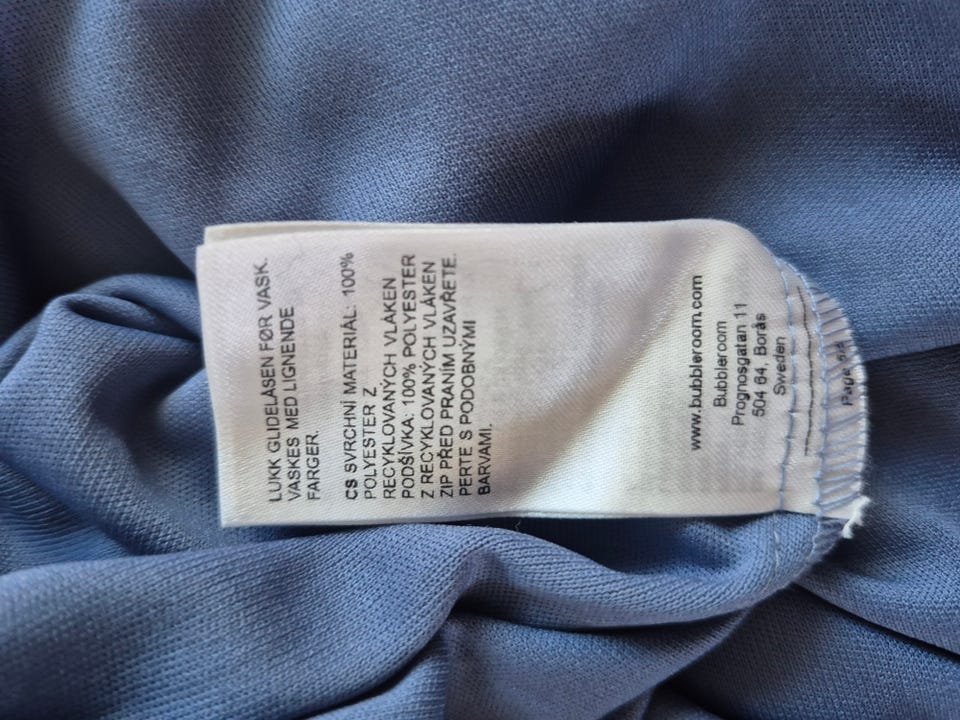 LUKK GLIDELÅSEN FØR VASK.
VASKES MED LIGNENDE
FARGER.
CS SVRCHNÍ MATERIÁL: 100%
POLYESTER Z
RECYKLOVANÝCH VLÁKEN
PODŠÍVKA: 100% POLYESTER
Z RECYKLOVANÝCH VLÁKEN
ZIP PŘED PRANÍM UZAVŘETE.
PERTE S PODOBNÝMI
BARVAMI.
www.bubbleroom.com
Bubbleroom
Prognosgatan 11
504 64, Borås
Sweden
Page